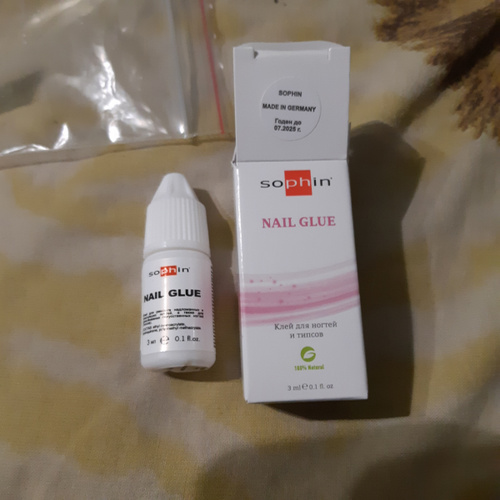 SOPHIN
MADE IN GERMANY
Годен до
07.2025 г.
sophin
NAIL GLUE
Клей для ногтей
и типсов
100% Natural
3 ml ℮ 0.1 fl. oz
sophin
NAIL GLUE
3 мл ℮ 0.1 fl.oz.